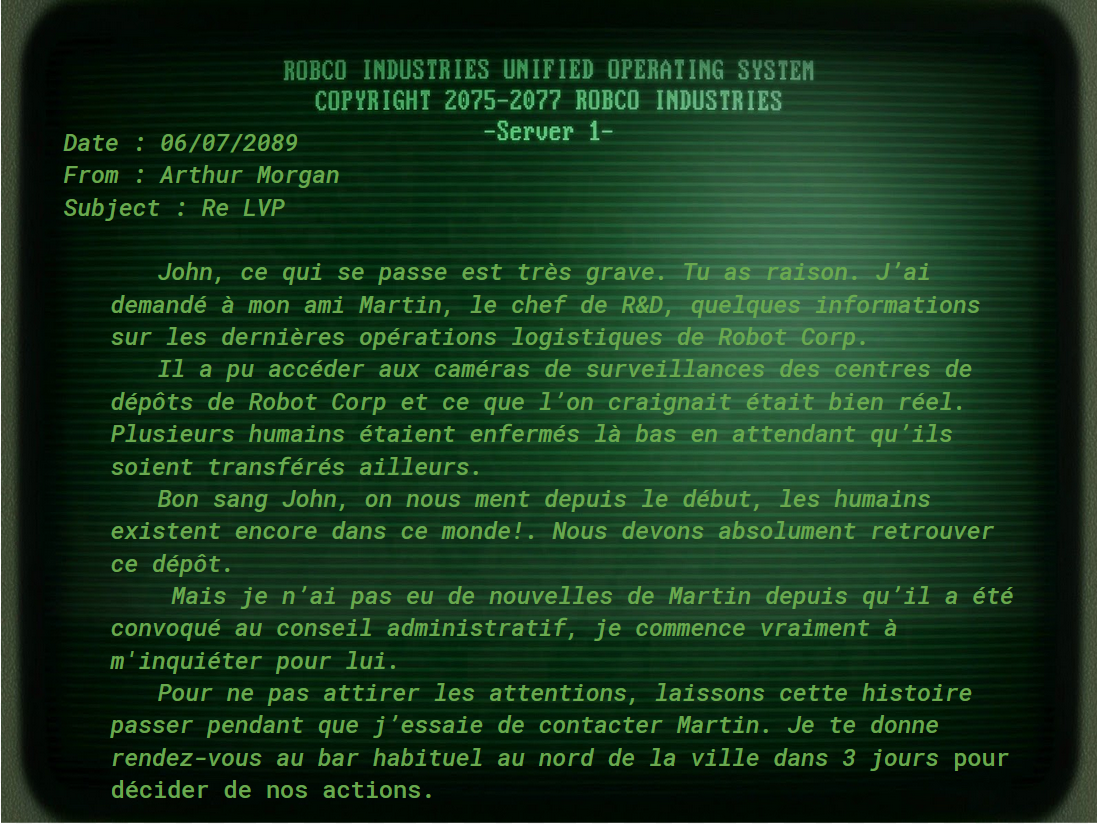 ROBCO INDUSTRIES UNIFIED OPERATING SYSTEM
COPYRIGHT 2075-2077 ROBCO INDUSTRIES
-Server 1-
Date : 06/07/2089
From : Arthur Morgan
Subject : Re LVP
John, ce qui se passe est très grave. Tu as raison. J’ai
demandé à mon ami Martin, le chef de R&D, quelques informations
sur les dernières opérations logistiques de Robot Corp.
Il a pu accéder aux caméras de surveillances des centres de
dépôts de Robot Corp et ce que l’on craignait était bien réel.
Plusieurs humains étaient enfermés là bas en attendant qu’ils
soient transférés ailleurs.
Bon sang John, on nous ment depuis le début, les humains
existent encore dans ce monde!. Nous devons absolument retrouver
ce dépôt.
Mais je n’ai pas eu de nouvelles de Martin depuis qu’il a été
convoqué au conseil administratif, je commence vraiment à
m'inquiéter pour lui.
Pour ne pas attirer les attentions, laissons cette histoire
passer pendant que j’essaie de contacter Martin. Je te donne
rendez-vous au bar habituel au nord de la ville dans 3 jours pour
décider de nos actions.